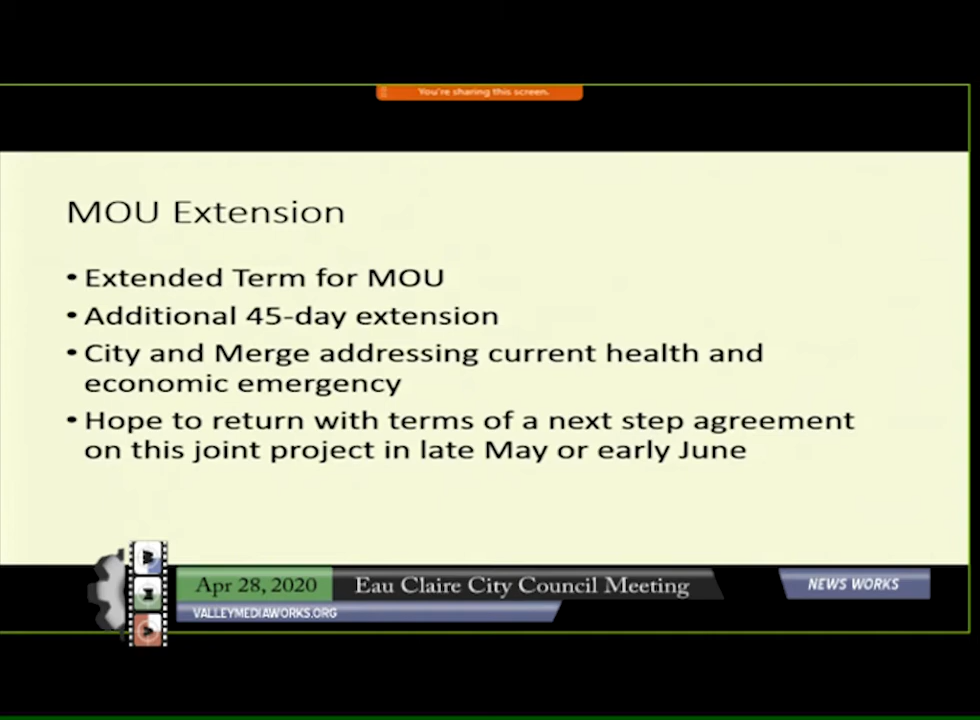 You're sharing this screen.
MOU Extension
• Extended Term for MOU
• Additional 45-day extension
• City and Merge addressing current health and
economic emergency
• Hope to return with terms of a next step agreement
on this joint project in late May or early June
Apr 28, 2020
Eau Claire City Council Meeting
NEWS WORKS
VALLEYMEDIAWORKS.ORG